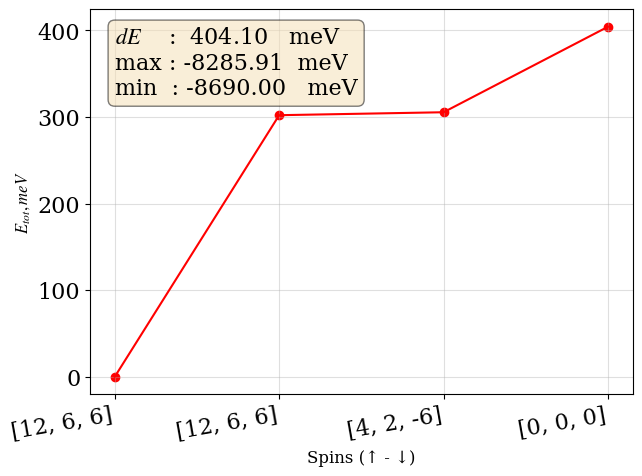 dE : 404.10 meV
max : -8285.91 meV
min : -8690.00 meV
400
300
200
100
0
E_tot, meV
[12, 6, 6]
[12, 6, 6]
[4, 2, -6]
[0, 0, 0]
Spins (↑ - ↓)